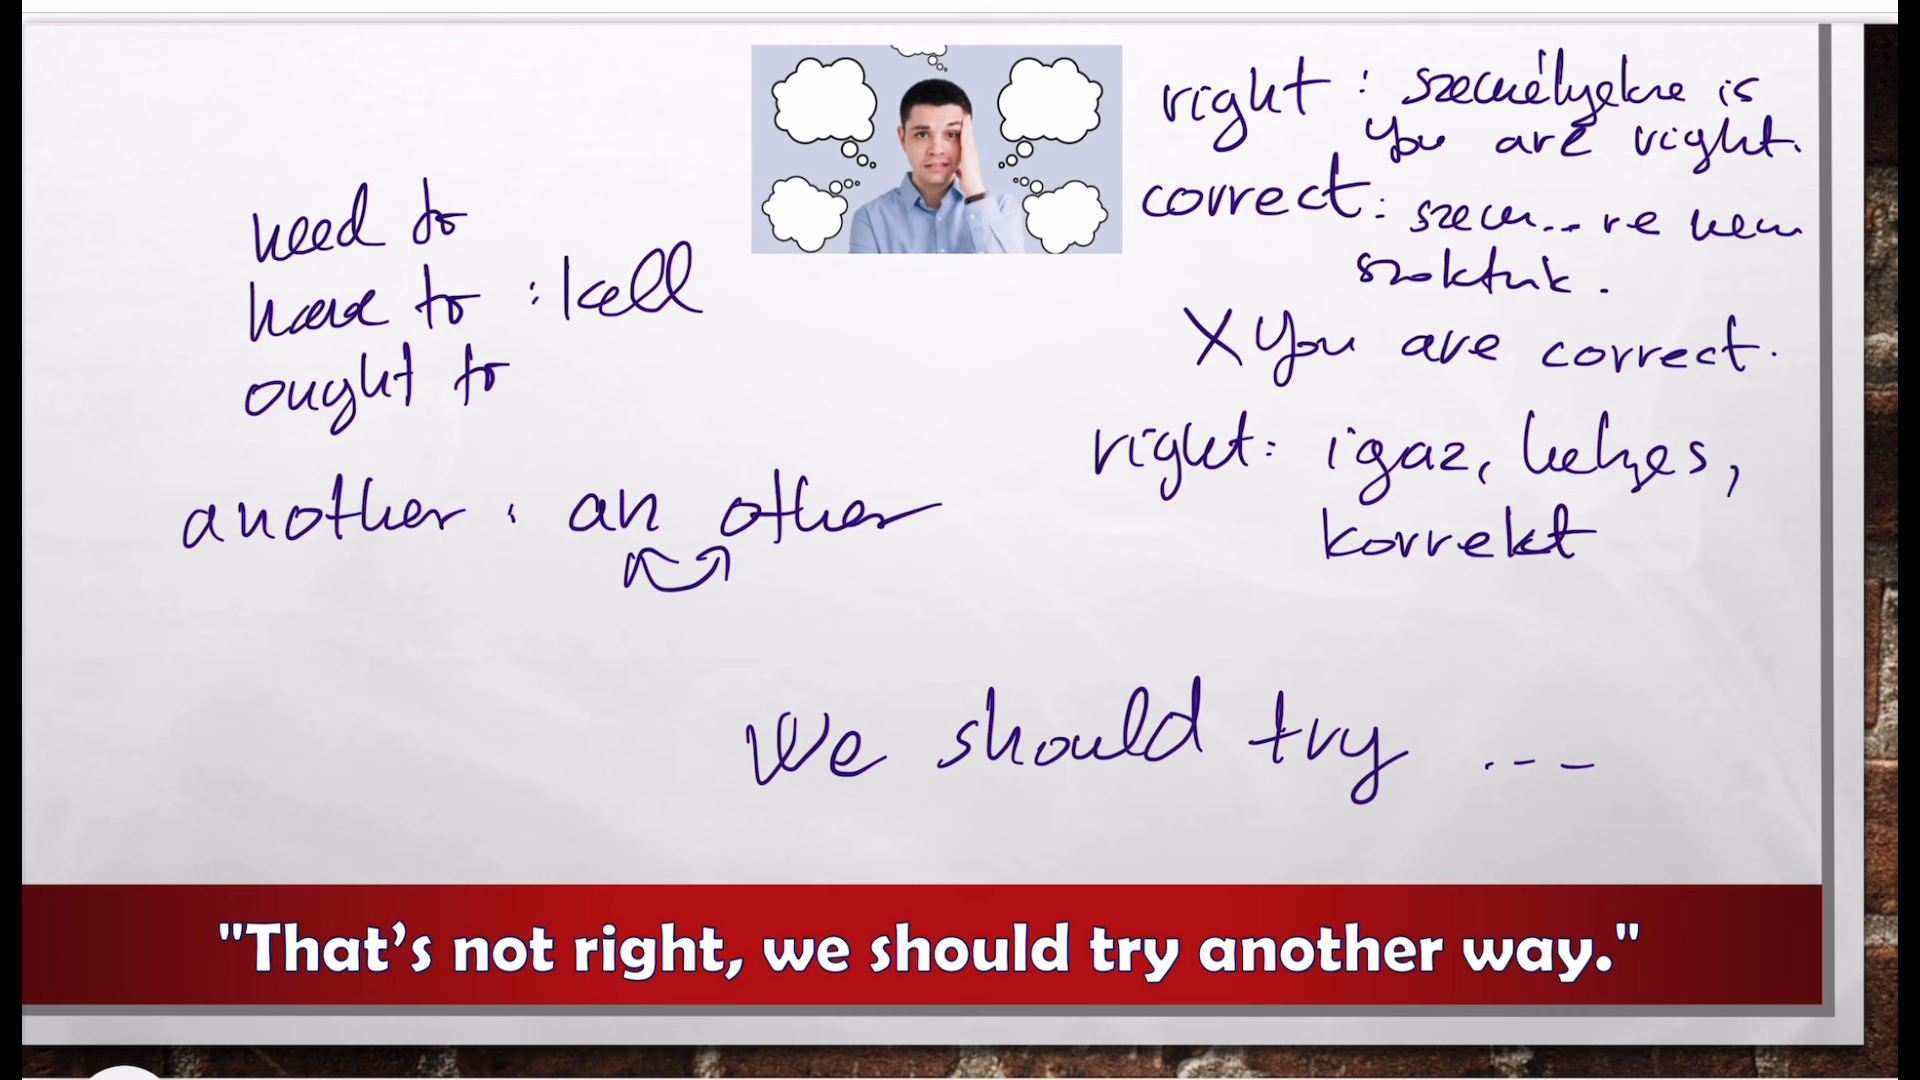 right : személyekre is
You are right.
correct : szem... re nem
szoktuk.
X You are correct.
right : igaz, helyes,
korrekt
need to
have to : kell
ought to
another : an other
We should try ...
"That's not right, we should try another way."